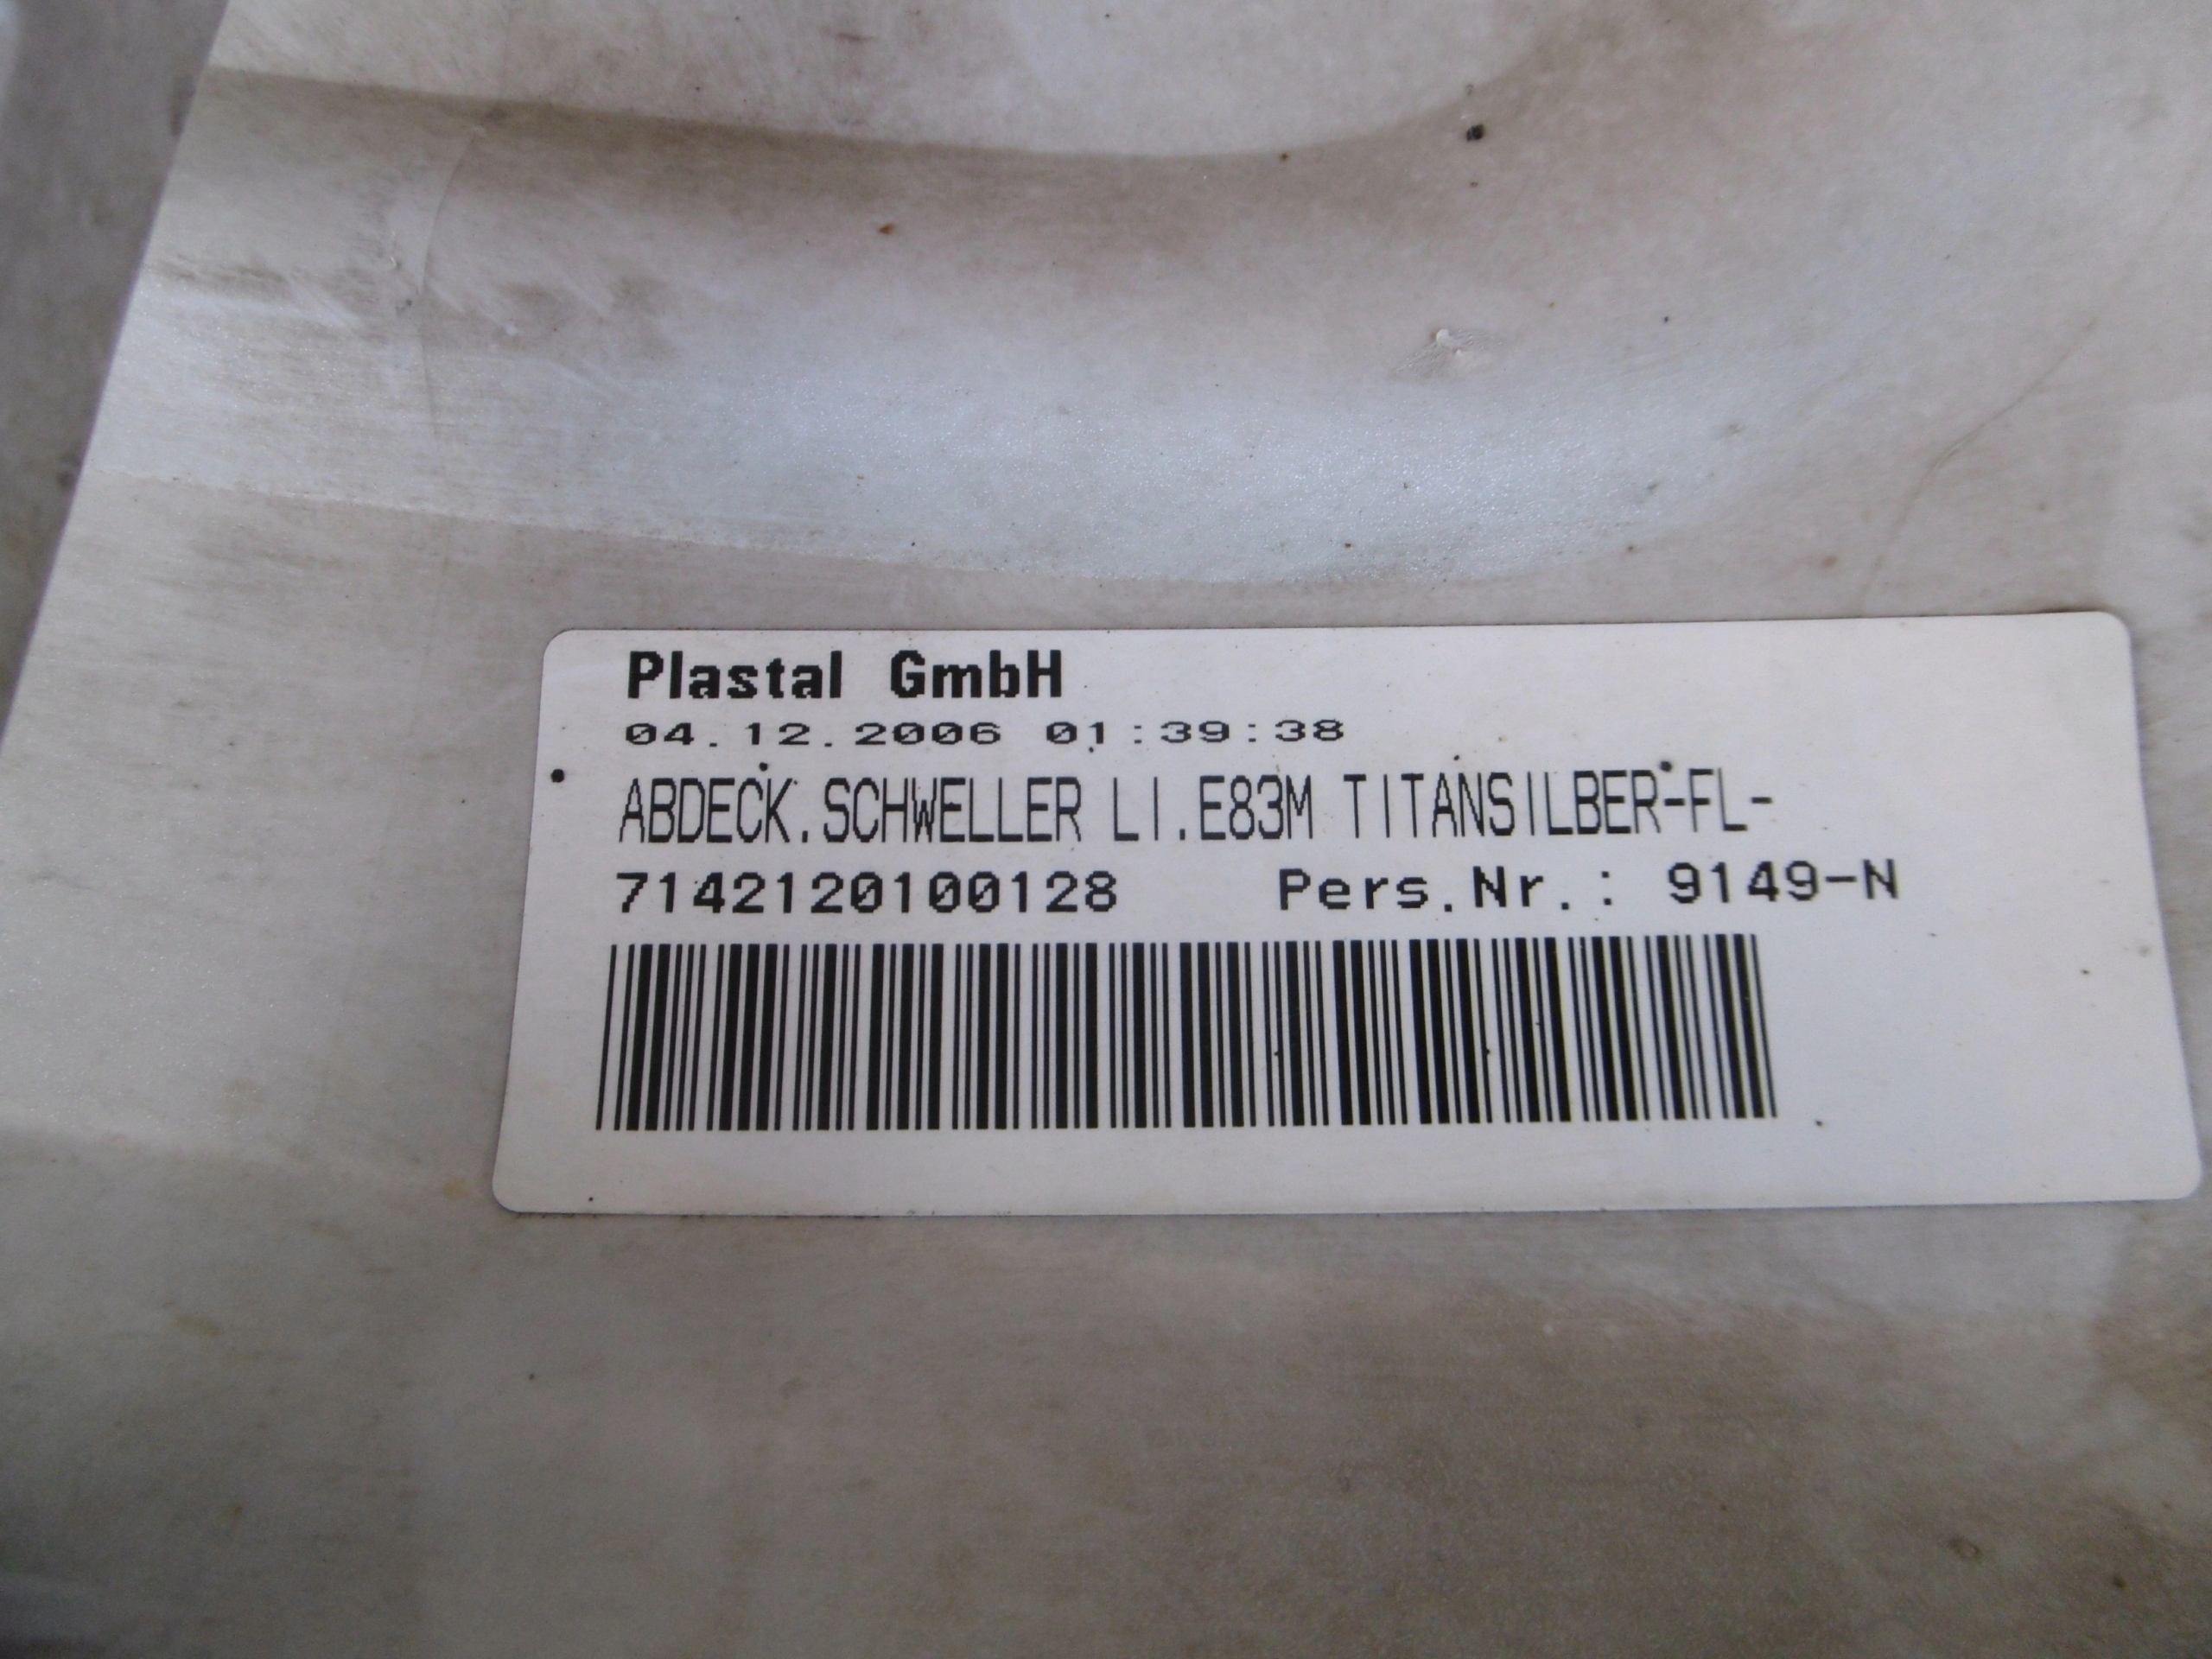 Plastal GmbH
04.12.2006 01:39:38
ABDECK.SCHWELLER LI.E83M TITANSILBER-FL-
7142120100128 Pers.Nr.: 9149-N